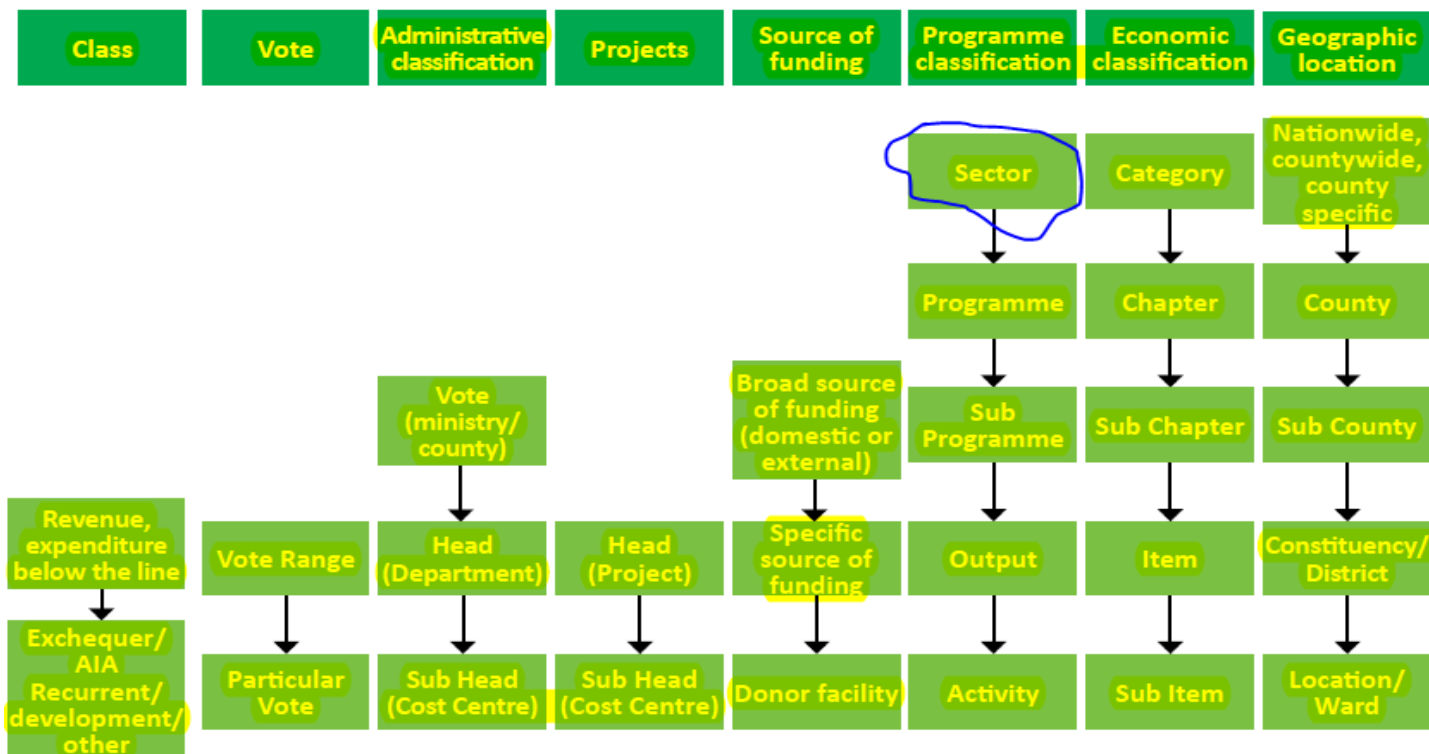 Class
Vote
Administrative
classification
Projects
Source of
funding
Programme
classification
Economic
classification
Geographic
location
Sector
Category
Nationwide,
countywide,
county
specific
Programme
Chapter
County
Vote
(ministry/
county)
Broad source
of funding
(domestic or
external)
Sub
Programme
Sub Chapter
Sub County
Revenue,
expenditure
below the line
Vote Range
Head
(Department)
Head
(Project)
Specific
source of
funding
Output
Item
Constituency/
District
Exchequer/
AIA
Recurrent/
development/
other
Particular
Vote
Sub Head
(Cost Centre)
Sub Head
(Cost Centre)
Donor facility
Activity
Sub Item
Location/
Ward